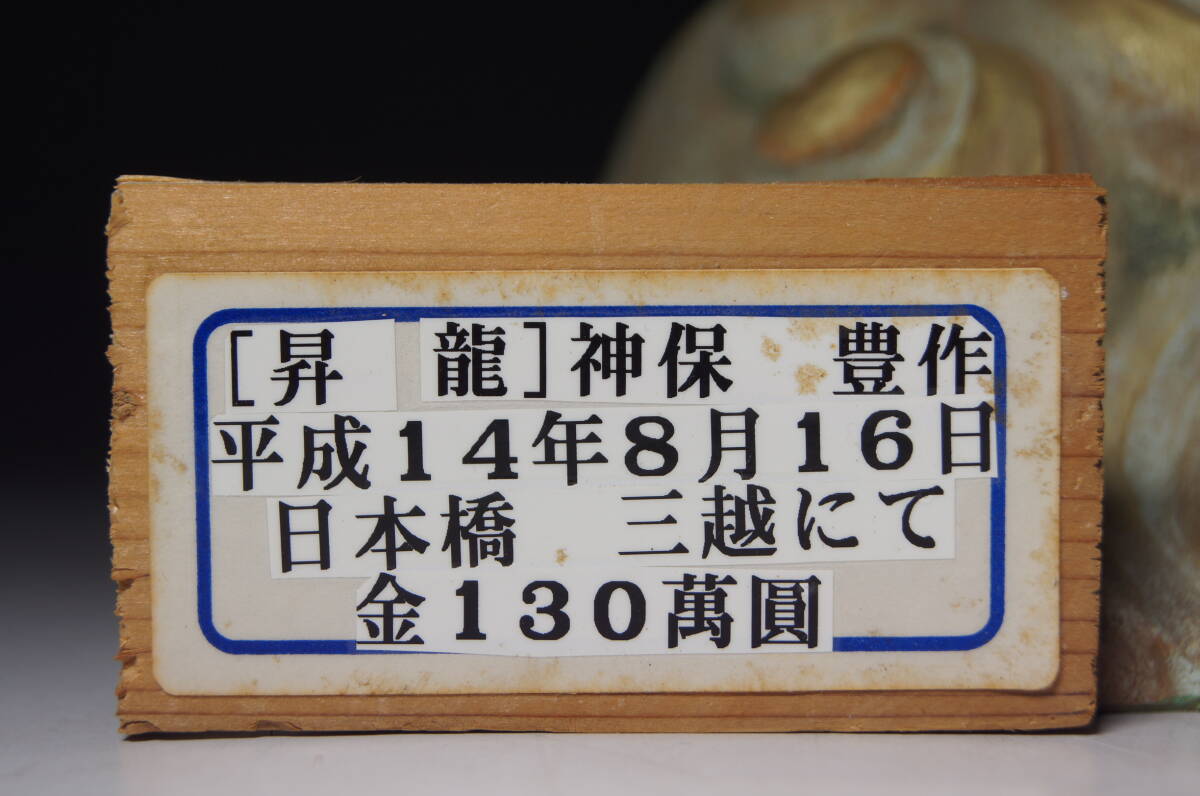 [昇　龍]神保　豊作
平成14年8月16日
日本橋　三越にて
金130萬圓